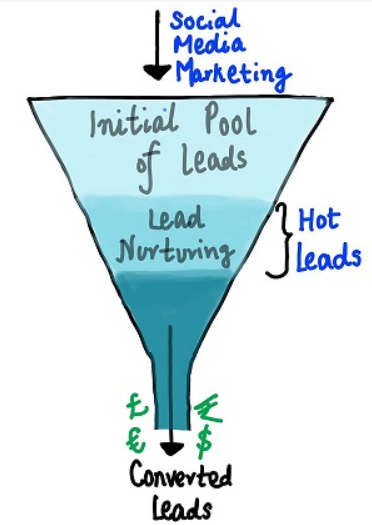 Social
Media
Marketing
Initial Pool
of Leads
Lead
Nurturing
Hot
Leads
£ ₹
€ $
Converted
Leads